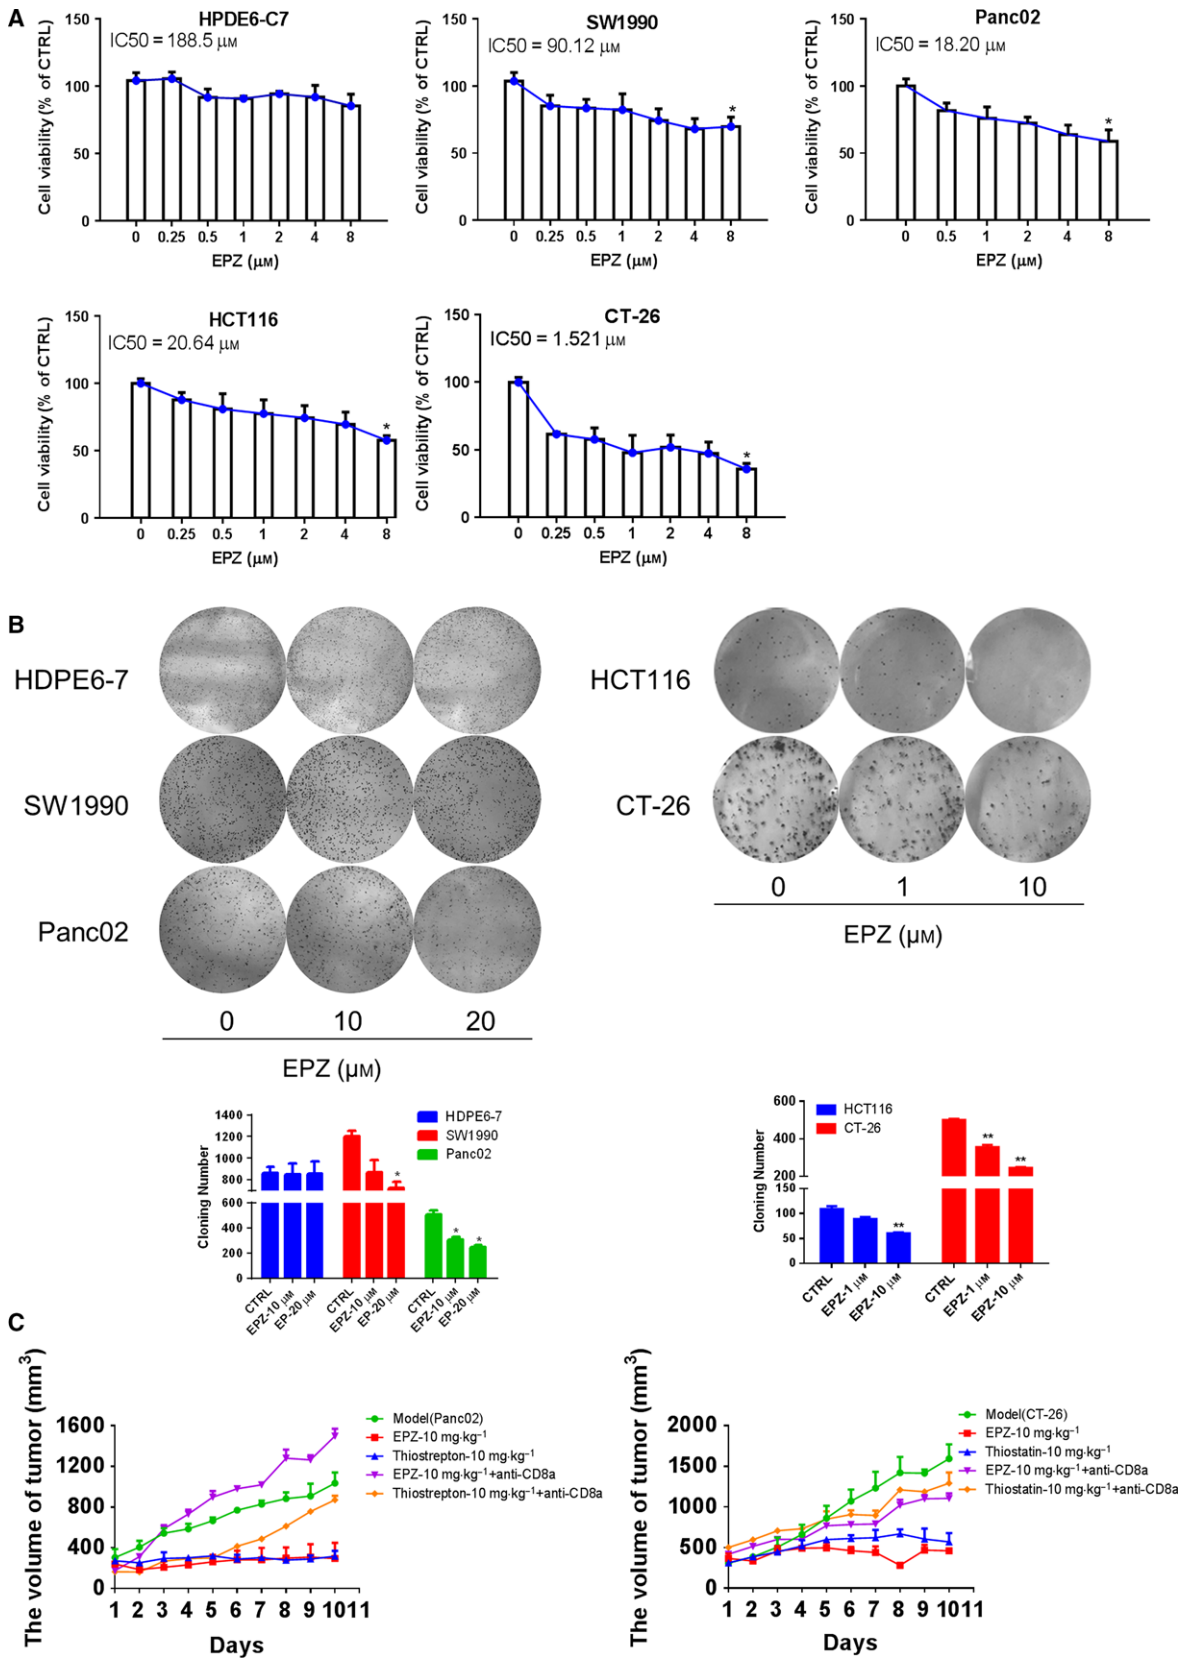 A
HPDE6-C7
IC50 = 188.5 μM
Cell viability (% of CTRL)
150
100
50
0
0 0.25 0.5 1 2 4 8
EPZ (μM)
SW1990
IC50 = 90.12 μM
Cell viability (% of CTRL)
150
100
50
0
*
0 0.25 0.5 1 2 4 8
EPZ (μM)
Panc02
IC50 = 18.20 μM
Cell viability (% of CTRL)
150
100
50
0
*
0 0.5 1 2 4 8
EPZ (μM)
HCT116
IC50 = 20.64 μM
Cell viability (% of CTRL)
150
100
50
0
*
0 0.25 0.5 1 2 4 8
EPZ (μM)
CT-26
IC50 = 1.521 μM
Cell viability (% of CTRL)
150
100
50
0
*
0 0.25 0.5 1 2 4 8
EPZ (μM)
B
HDPE6-7
SW1990
Panc02
0 10 20
EPZ (μM)
HCT116
CT-26
0 1 10
EPZ (μM)
Cloning Number
1400
1200
1000
800
600
400
200
0
HDPE6-7
SW1990
Panc02
*
* *
CTRL EPZ-10 μM EP-20 μM CTRL EPZ-10 μM EP-20 μM CTRL EPZ-10 μM EP-20 μM
Cloning Number
600
400
200
150
100
50
0
HCT116
CT-26
** **
**
CTRL EPZ-1 μM EPZ-10 μM CTRL EPZ-1 μM EPZ-10 μM
C
The volume of tumor (mm³)
1600
1200
800
400
0
1 2 3 4 5 6 7 8 9 10 11
Days
Model(Panc02)
EPZ-10 mg·kg⁻¹
Thiostrepton-10 mg·kg⁻¹
EPZ-10 mg·kg⁻¹+anti-CD8a
Thiostrepton-10 mg·kg⁻¹+anti-CD8a
The volume of tumor (mm³)
2000
1500
1000
500
0
1 2 3 4 5 6 7 8 9 10 11
Days
Model(CT-26)
EPZ-10 mg·kg⁻¹
Thiostatin-10 mg·kg⁻¹
EPZ-10 mg·kg⁻¹+anti-CD8a
Thiostatin-10 mg·kg⁻¹+anti-CD8a